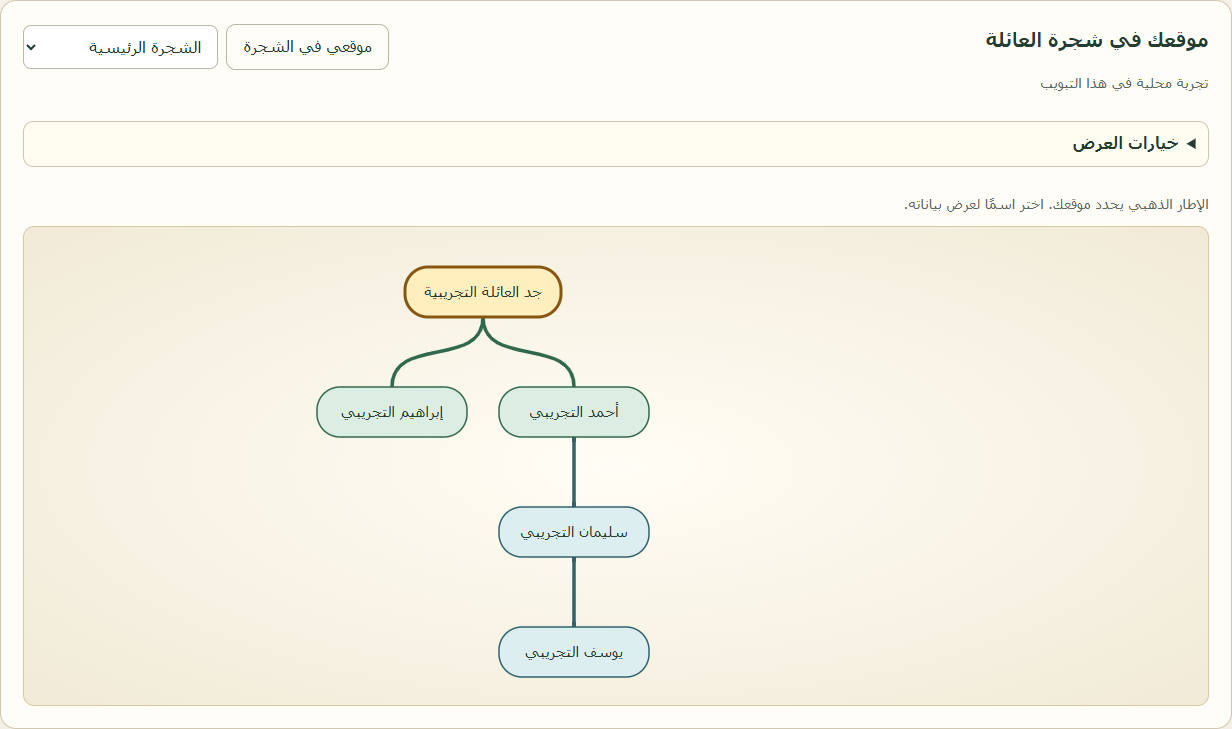 موقعك في شجرة العائلة
موقعي في الشجرة
الشجرة الرئيسية
تجربة محلية في هذا التبويب
خيارات العرض
الإطار الذهبي يحدد موقعك. اختر اسمًا لعرض بياناته.
جد العائلة التجريبية
أحمد التجريبي
إبراهيم التجريبي
سليمان التجريبي
يوسف التجريبي